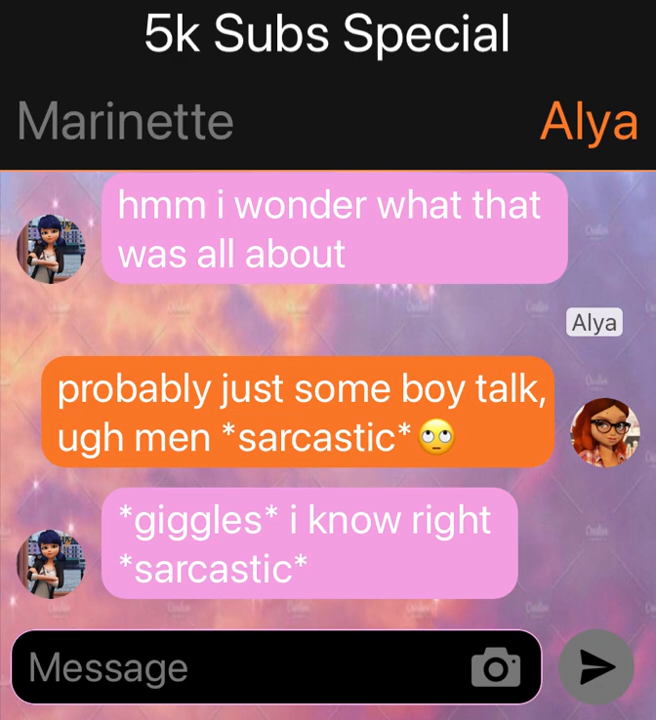 5k Subs Special
Marinette
Alya
hmm i wonder what that
was all about
Alya
probably just some boy talk,
ugh men *sarcastic*🙄
*giggles* i know right
*sarcastic*
Message